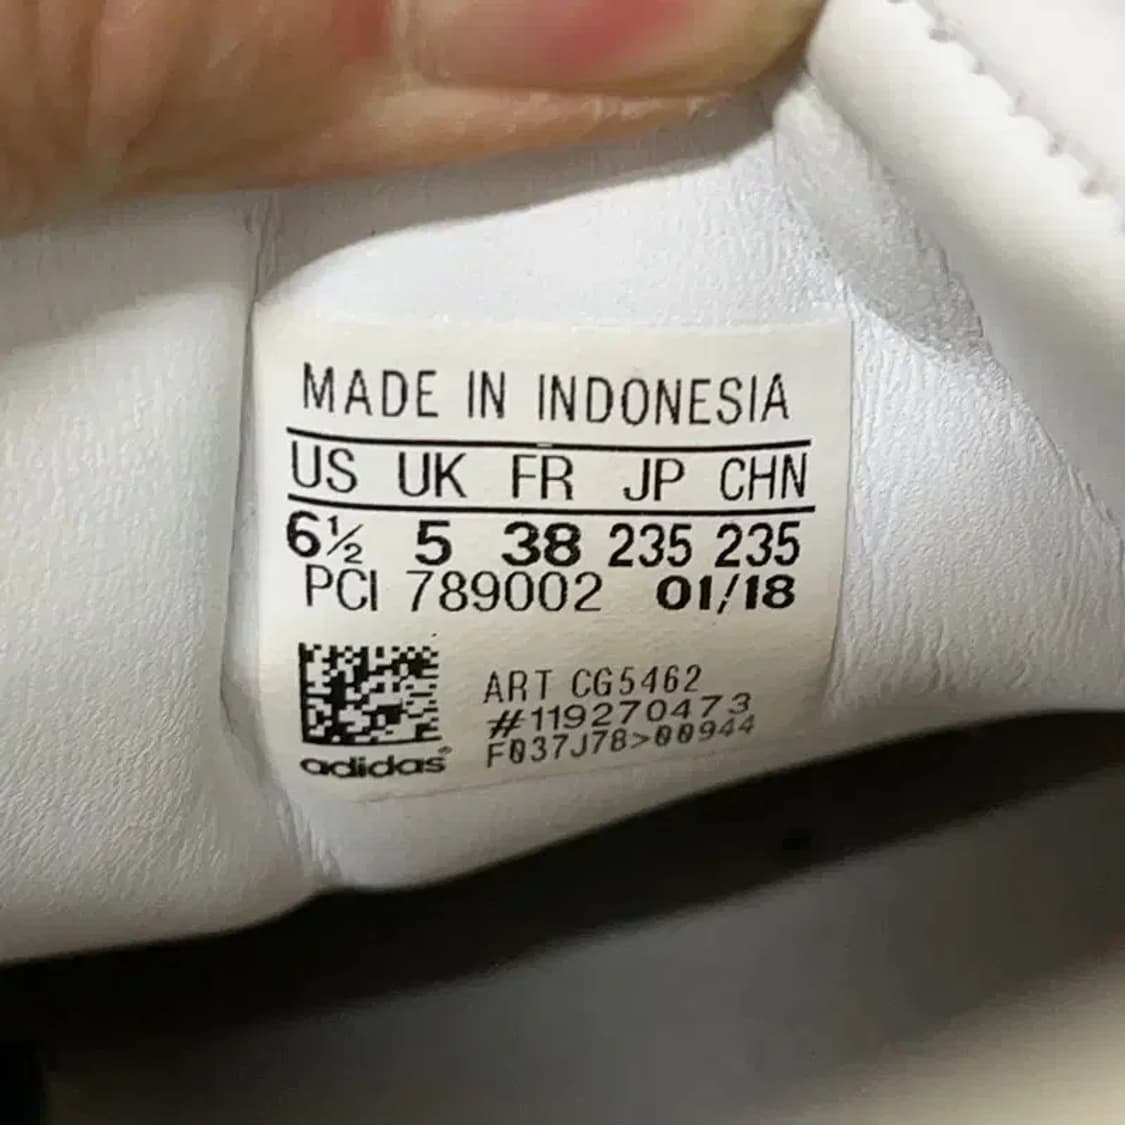 MADE IN INDONESIA
US UK FR JP CHN
6½ 5 38 235 235
PCI 789002 01/18
ART CG5462
#119270473
F037J78>00944
adidas®